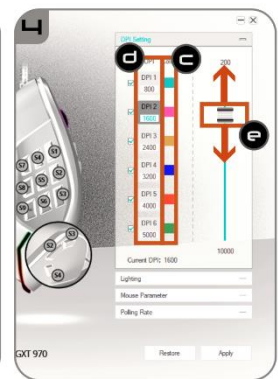 4
DPI Setting
d
c
DPI
200
DPI 1
800
DPI 2
1600
DPI 3
2400
DPI 4
3200
DPI 5
4000
DPI 6
5000
e
10000
Current DPI: 1600
Lighting
Mouse Parameter
Polling Rate
S7 S4 S1
S8 S5 S2
S9 S6 S3
S3
S2
S4
GXT 970
Restore
Apply